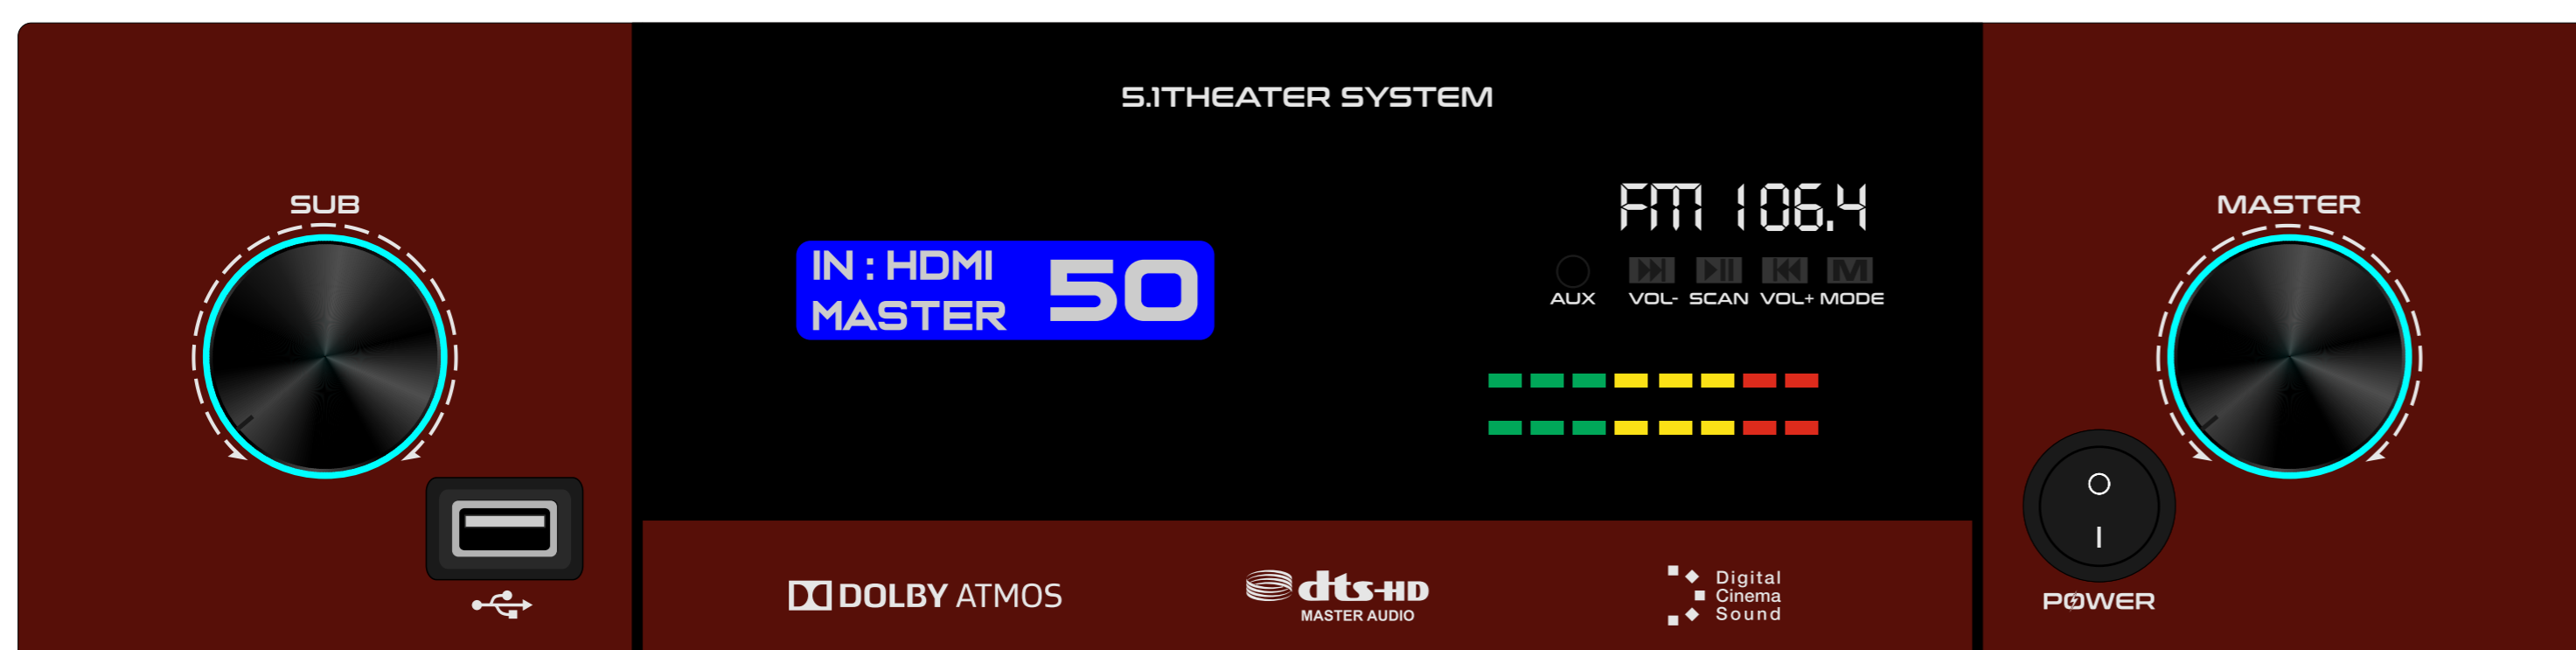 5.1THEATER SYSTEM
SUB
FM 106.4
MASTER
IN : HDMI
MASTER
50
M
AUX VOL- SCAN VOL+ MODE
DOLBY ATMOS
dts-HD
MASTER AUDIO
Digital
Cinema
Sound
POWER